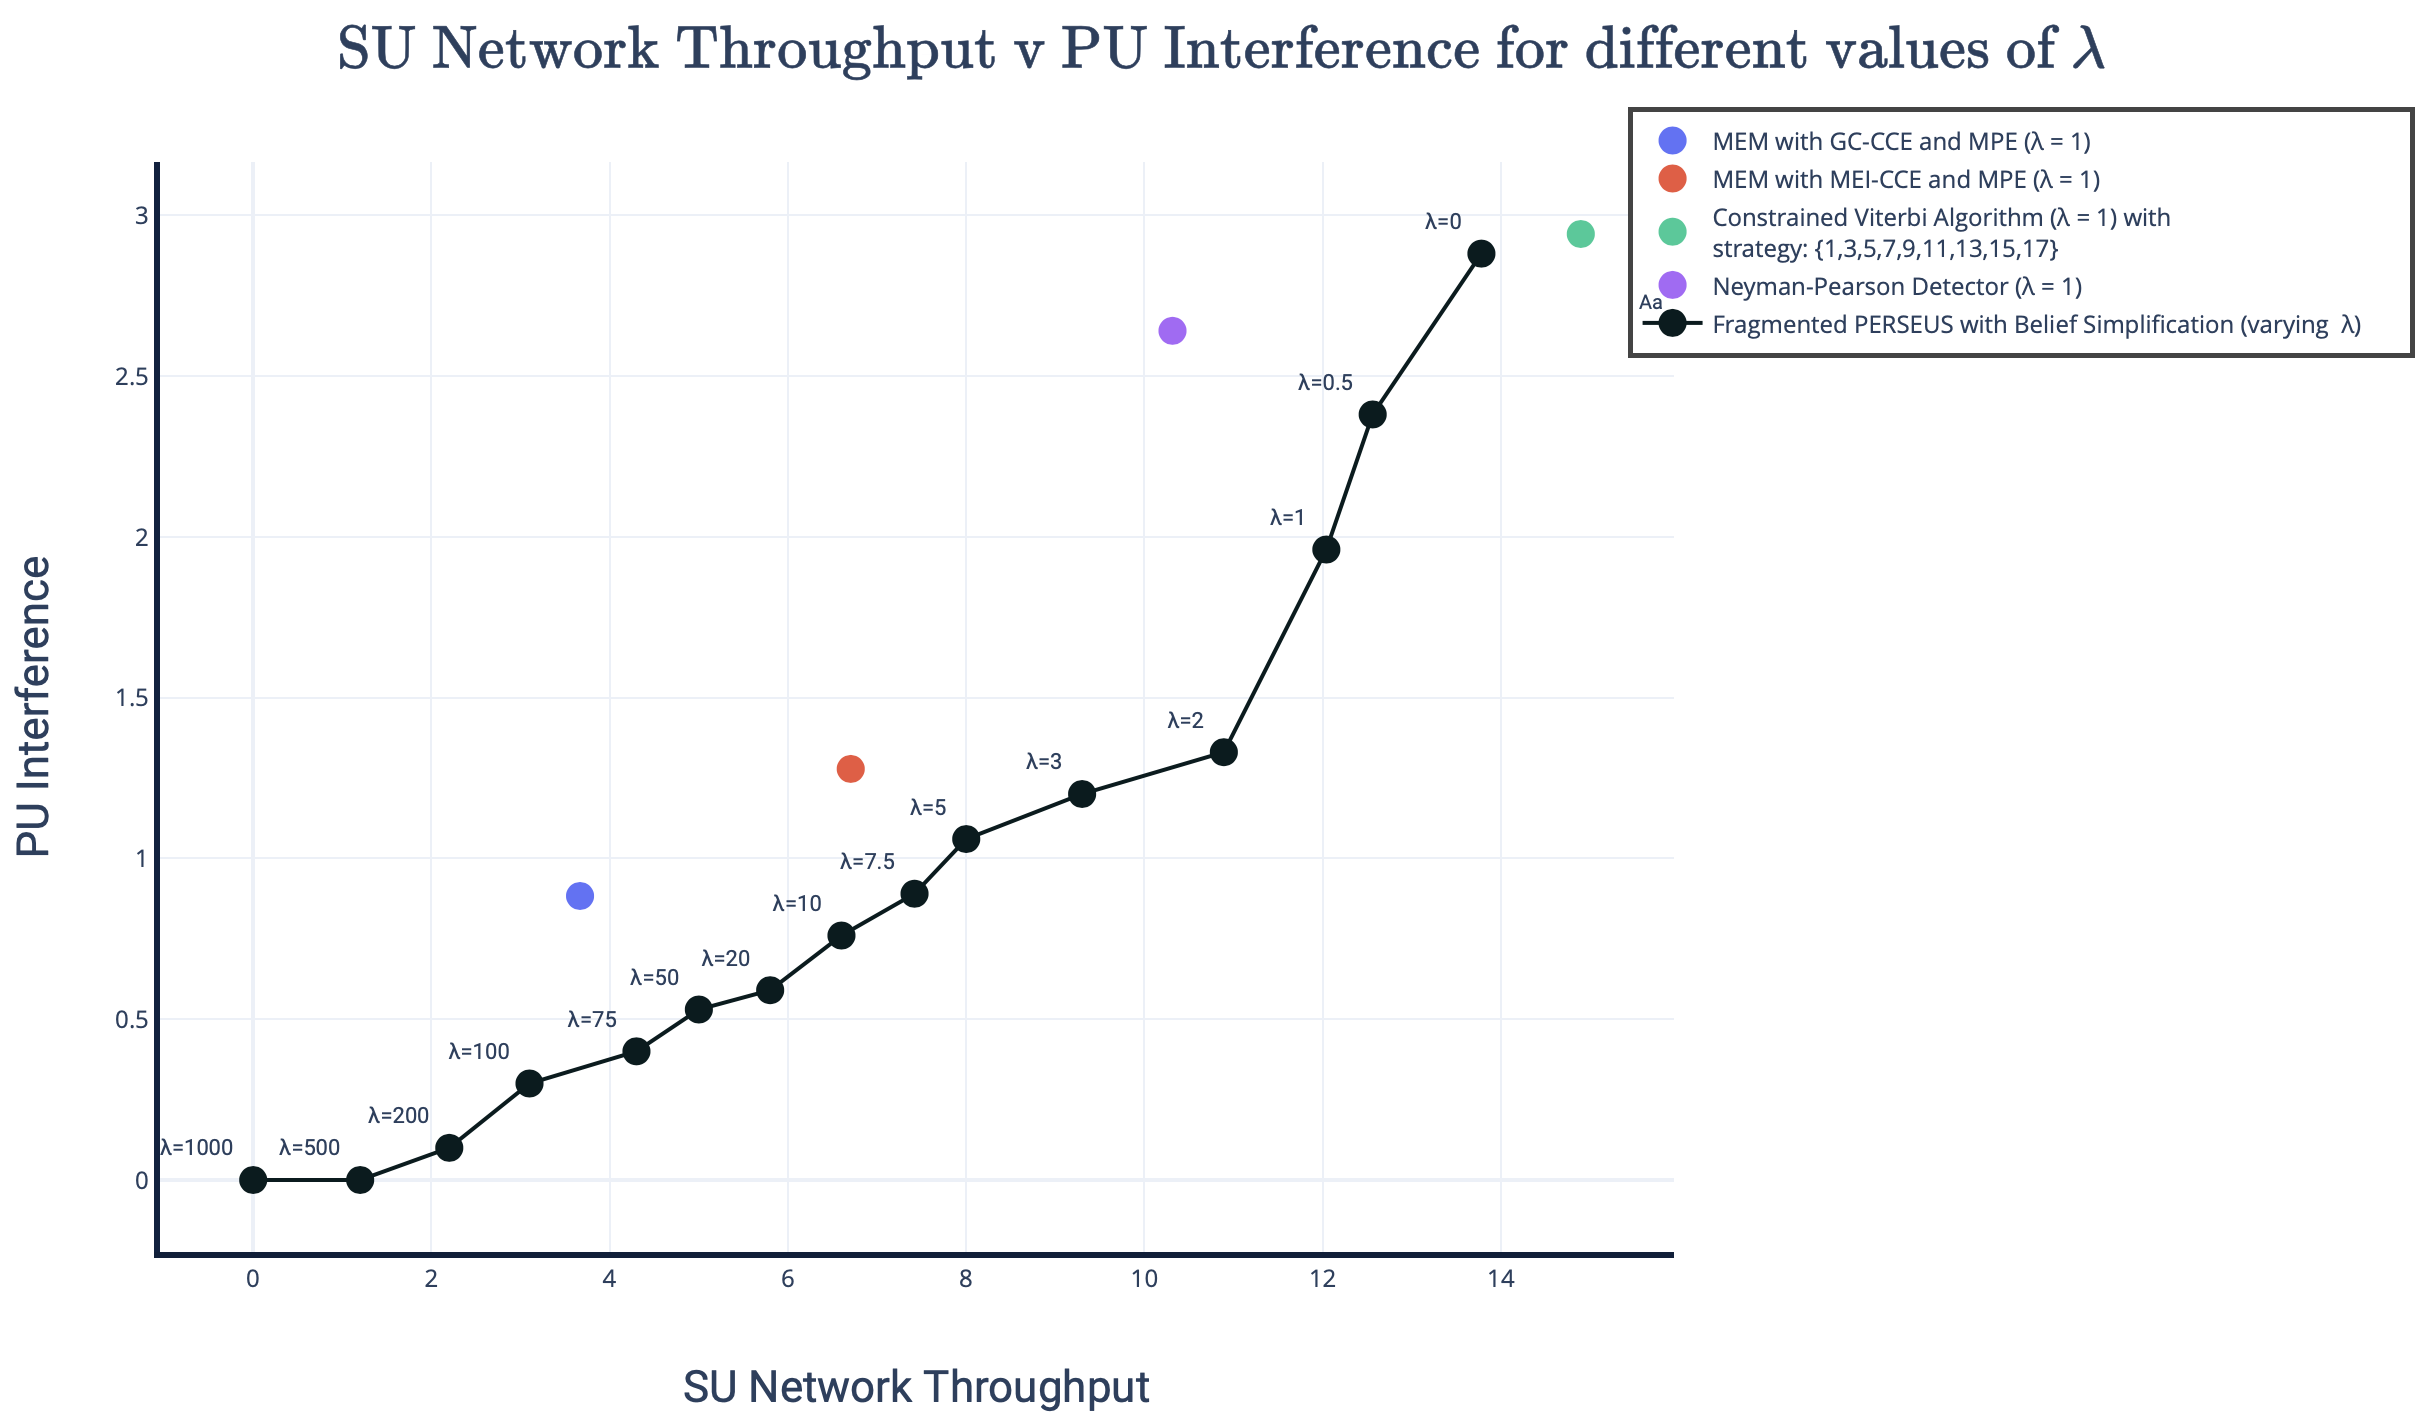 SU Network Throughput v PU Interference for different values of λ
MEM with GC-CCE and MPE (λ = 1)
MEM with MEI-CCE and MPE (λ = 1)
Constrained Viterbi Algorithm (λ = 1) with
strategy: {1,3,5,7,9,11,13,15,17}
Neyman-Pearson Detector (λ = 1)
Aa
Fragmented PERSEUS with Belief Simplification (varying λ)
3
2.5
2
1.5
1
0.5
0
PU Interference
λ=0
λ=0.5
λ=1
λ=2
λ=3
λ=5
λ=7.5
λ=10
λ=20
λ=50
λ=75
λ=100
λ=200
λ=500
λ=1000
0 2 4 6 8 10 12 14
SU Network Throughput